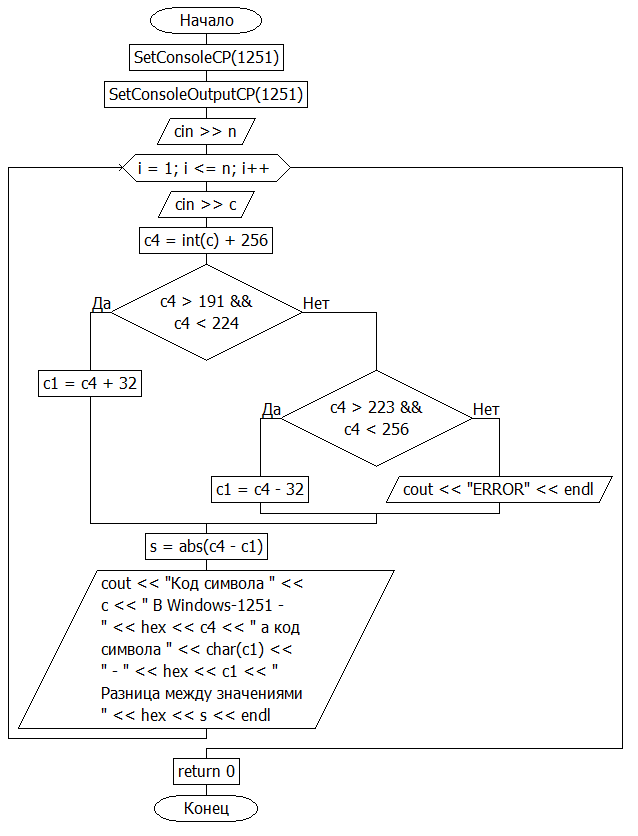 Начало
SetConsoleCP(1251)
SetConsoleOutputCP(1251)
cin >> n
i = 1; i <= n; i++
cin >> c
c4 = int(c) + 256
c4 > 191 &&
c4 < 224
Да
Нет
c1 = c4 + 32
c4 > 223 &&
c4 < 256
Да
Нет
c1 = c4 - 32
cout << "ERROR" << endl
s = abs(c4 - c1)
cout << "Код символа " <<
c << " В Windows-1251 -
" << hex << c4 << " а код
символа " << char(c1) <<
" - " << hex << c1 << "
Разница между значениями
" << hex << s << endl
return 0
Конец